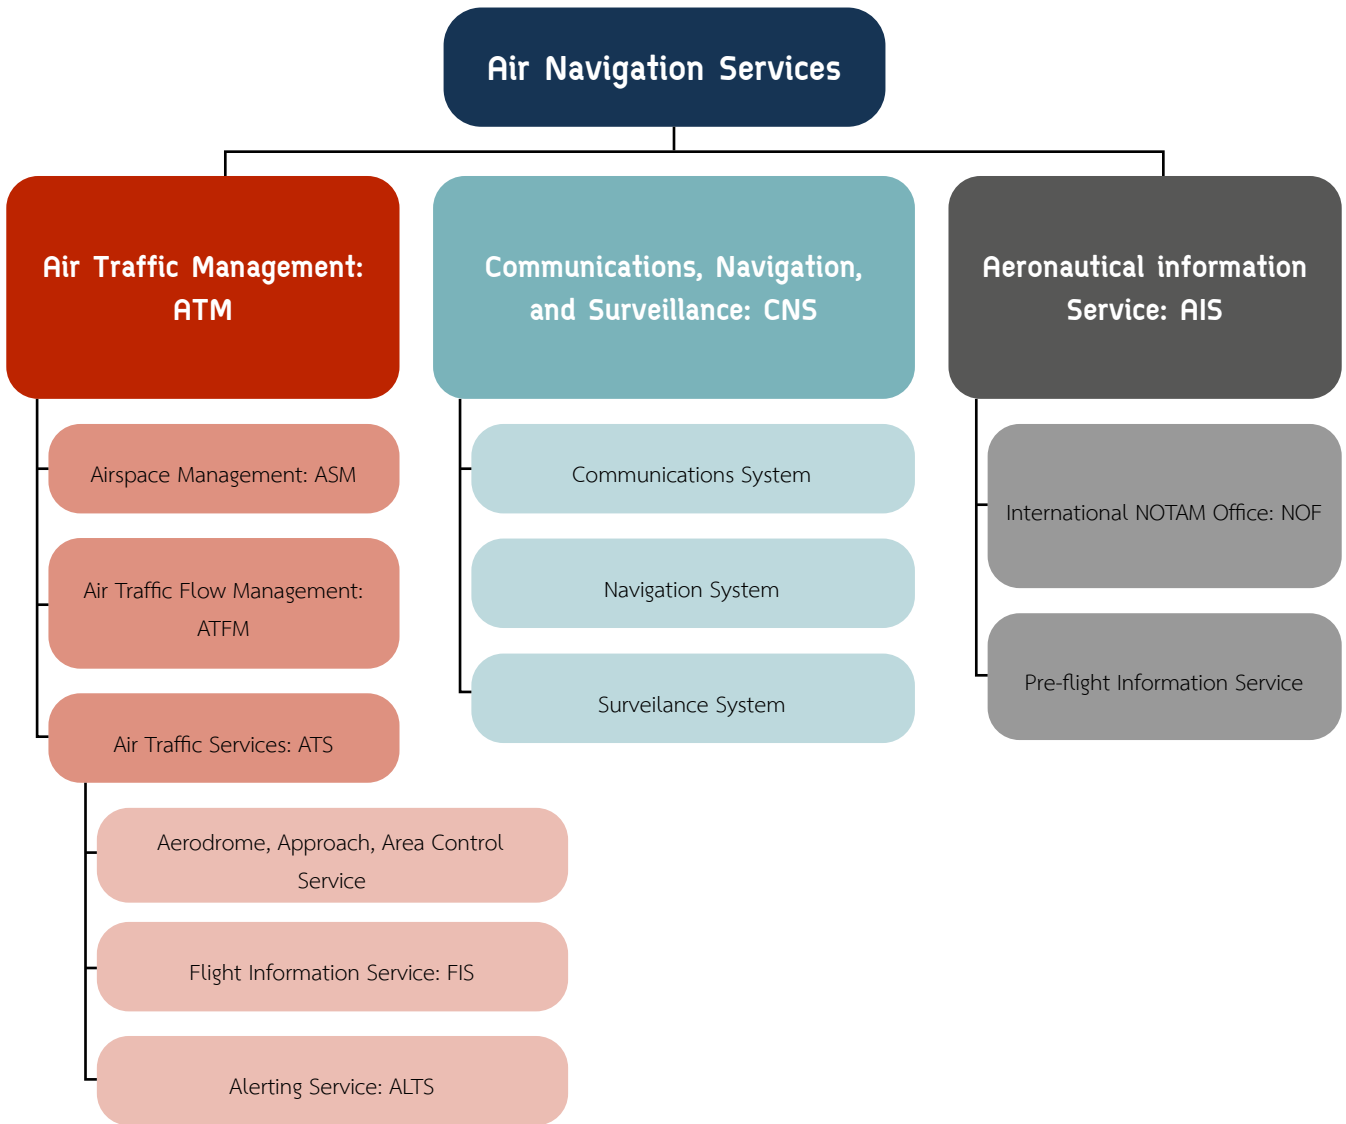 Air Navigation Services
Air Traffic Management:
ATM
Airspace Management: ASM
Air Traffic Flow Management:
ATFM
Air Traffic Services: ATS
Aerodrome, Approach, Area Control
Service
Flight Information Service: FIS
Alerting Service: ALTS
Communications, Navigation,
and Surveillance: CNS
Communications System
Navigation System
Surveilance System
Aeronautical information
Service: AIS
International NOTAM Office: NOF
Pre-flight Information Service